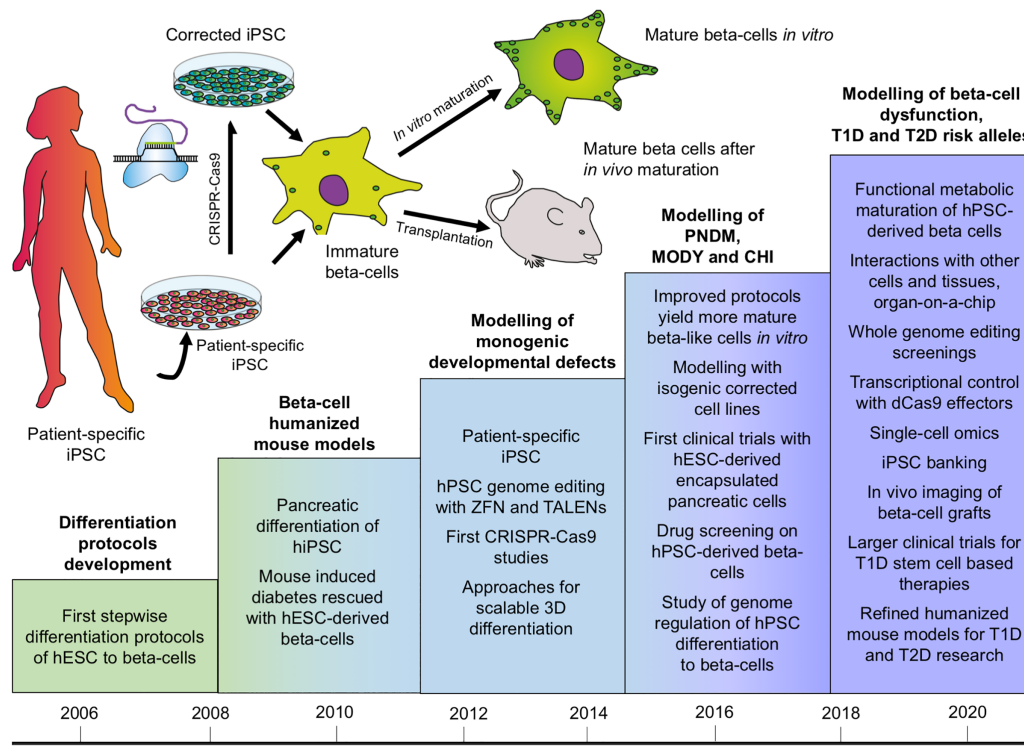 Corrected iPSC
CRISPR-Cas9
Patient-specific
iPSC
Patient-specific
iPSC
Immature
beta-cells
In vitro maturation
Transplantation
Mature beta-cells in vitro
Mature beta cells after
in vivo maturation
Differentiation
protocols
development
First stepwise
differentiation protocols
of hESC to beta-cells
Beta-cell
humanized
mouse models
Pancreatic
differentiation of
hiPSC
Mouse induced
diabetes rescued
with hESC-derived
beta-cells
Modelling of
monogenic
developmental defects
Patient-specific
iPSC
hPSC genome editing
with ZFN and TALENs
First CRISPR-Cas9
studies
Approaches for
scalable 3D
differentiation
Modelling of
PNDM,
MODY and CHI
Improved protocols
yield more mature
beta-like cells in vitro
Modelling with
isogenic corrected
cell lines
First clinical trials with
hESC-derived
encapsulated
pancreatic cells
Drug screening on
hPSC-derived beta-
cells
Study of genome
regulation of hPSC
differentiation
to beta-cells
Modelling of beta-cell
dysfunction,
T1D and T2D risk alleles
Functional metabolic
maturation of hPSC-
derived beta cells
Interactions with other
cells and tissues,
organ-on-a-chip
Whole genome editing
screenings
Transcriptional control
with dCas9 effectors
Single-cell omics
iPSC banking
In vivo imaging of
beta-cell grafts
Larger clinical trials for
T1D stem cell based
therapies
Refined humanized
mouse models for T1D
and T2D research
2006 2008 2010 2012 2014 2016 2018 2020